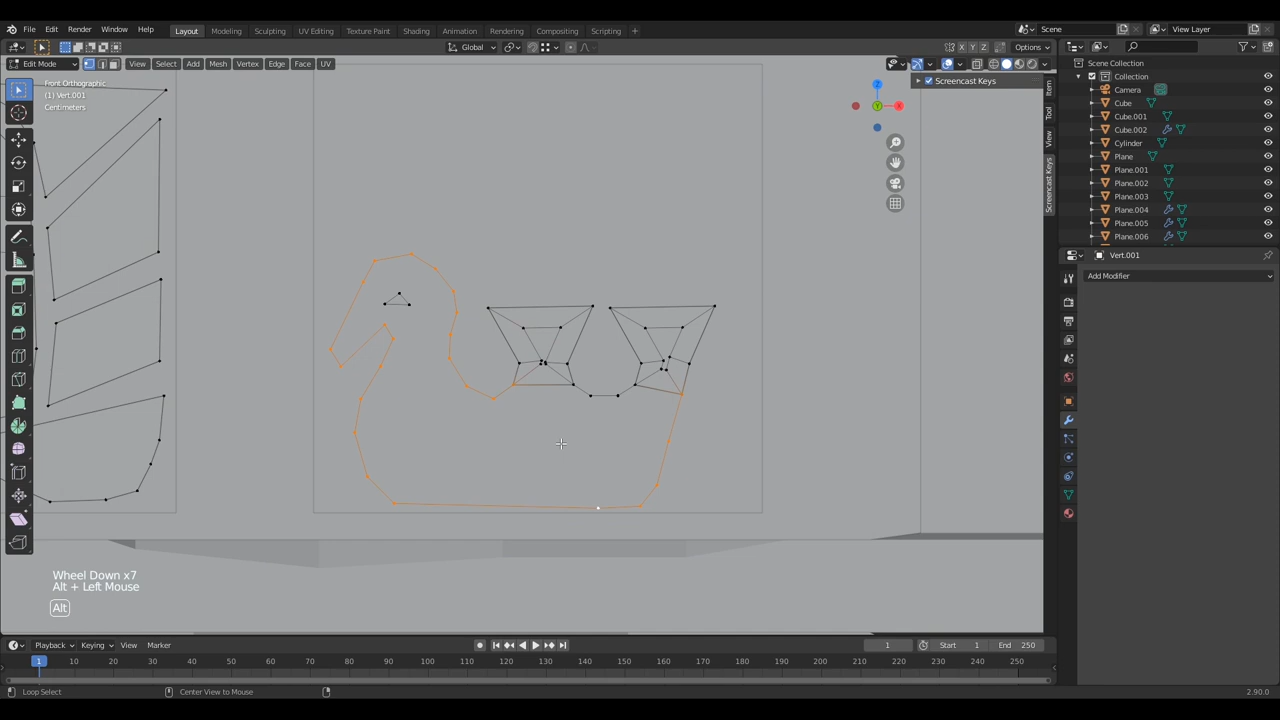 File Edit Render Window Help
Layout Modeling Sculpting UV Editing Texture Paint Shading Animation Rendering Compositing Scripting +
Scene View Layer
Global X Y Z Options
Edit Mode View Select Add Mesh Vertex Edge Face UV
Front Orthographic
(1) Vert.001
Centimeters
Z
Y
X
Screencast Keys
Item
Tool
View
Screencast Keys
Scene Collection
Collection
Camera
Cube
Cube.001
Cube.002
Cylinder
Plane
Plane.001
Plane.002
Plane.003
Plane.004
Plane.005
Plane.006
Vert.001
Add Modifier
Wheel Down x7
Alt + Left Mouse
Alt
Playback Keying View Marker 1 Start 1 End 250
1 10 20 30 40 50 60 70 80 90 100 110 120 130 140 150 160 170 180 190 200 210 220 230 240 250
Loop Select Center View to Mouse 2.90.0